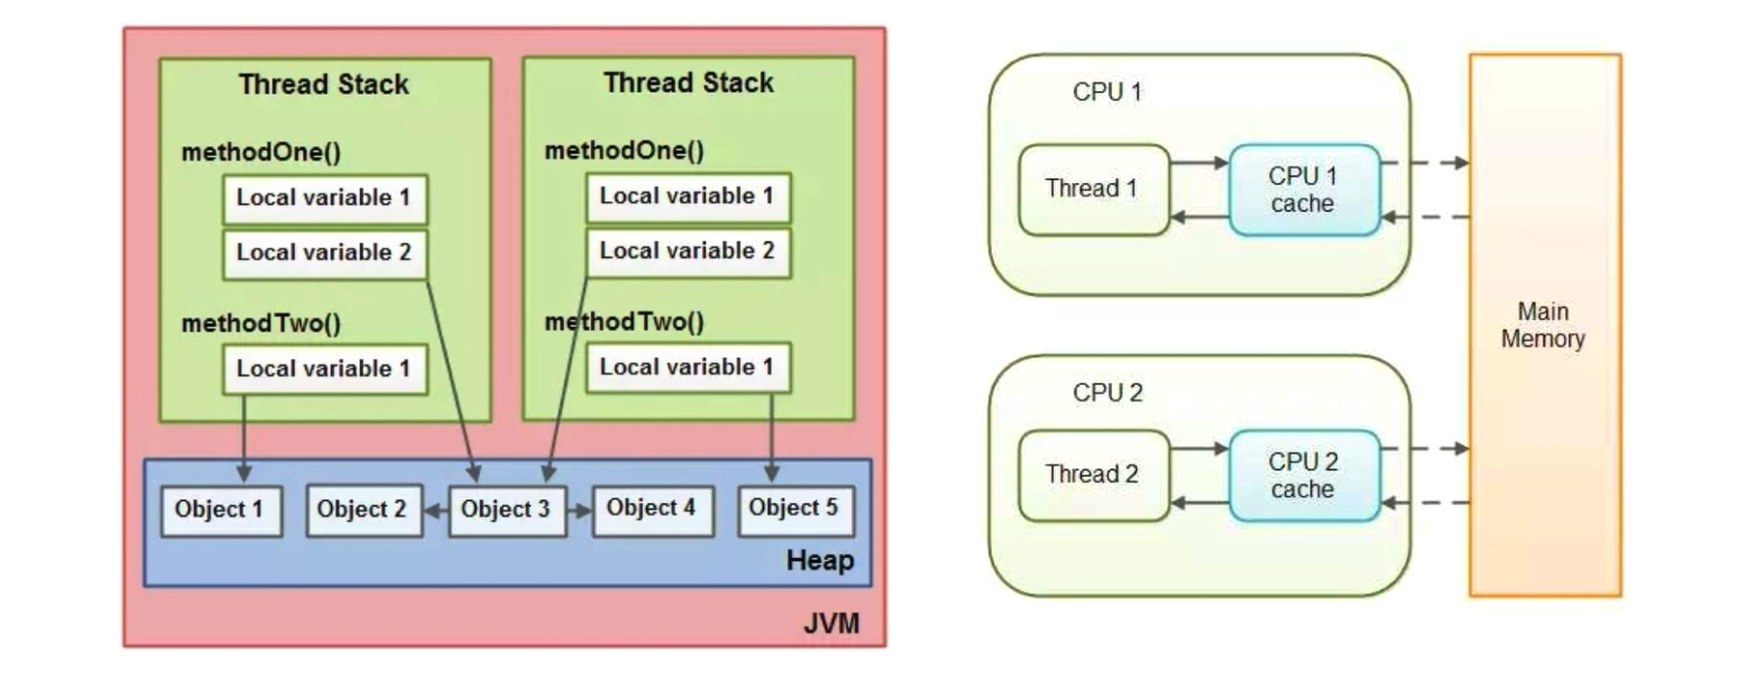 Thread Stack
methodOne()
Local variable 1
Local variable 2
methodTwo()
Local variable 1
Thread Stack
methodOne()
Local variable 1
Local variable 2
methodTwo()
Local variable 1
Object 1
Object 2
Object 3
Object 4
Object 5
Heap
JVM
CPU 1
Thread 1
CPU 1
cache
CPU 2
Thread 2
CPU 2
cache
Main
Memory